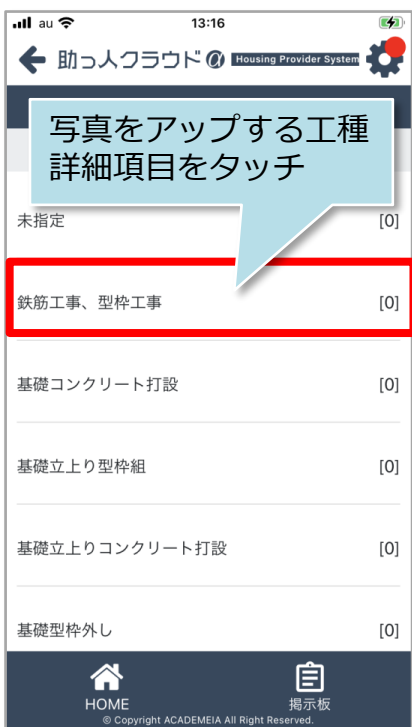 au 13:16
助っ人クラウドα Housing Provider System
写真をアップする工種
詳細項目をタッチ
未指定 [0]
鉄筋工事、型枠工事 [0]
基礎コンクリート打設 [0]
基礎立上り型枠組 [0]
基礎立上りコンクリート打設 [0]
基礎型枠外し [0]
HOME 掲示板
© Copyright ACADEMEIA All Right Reserved.